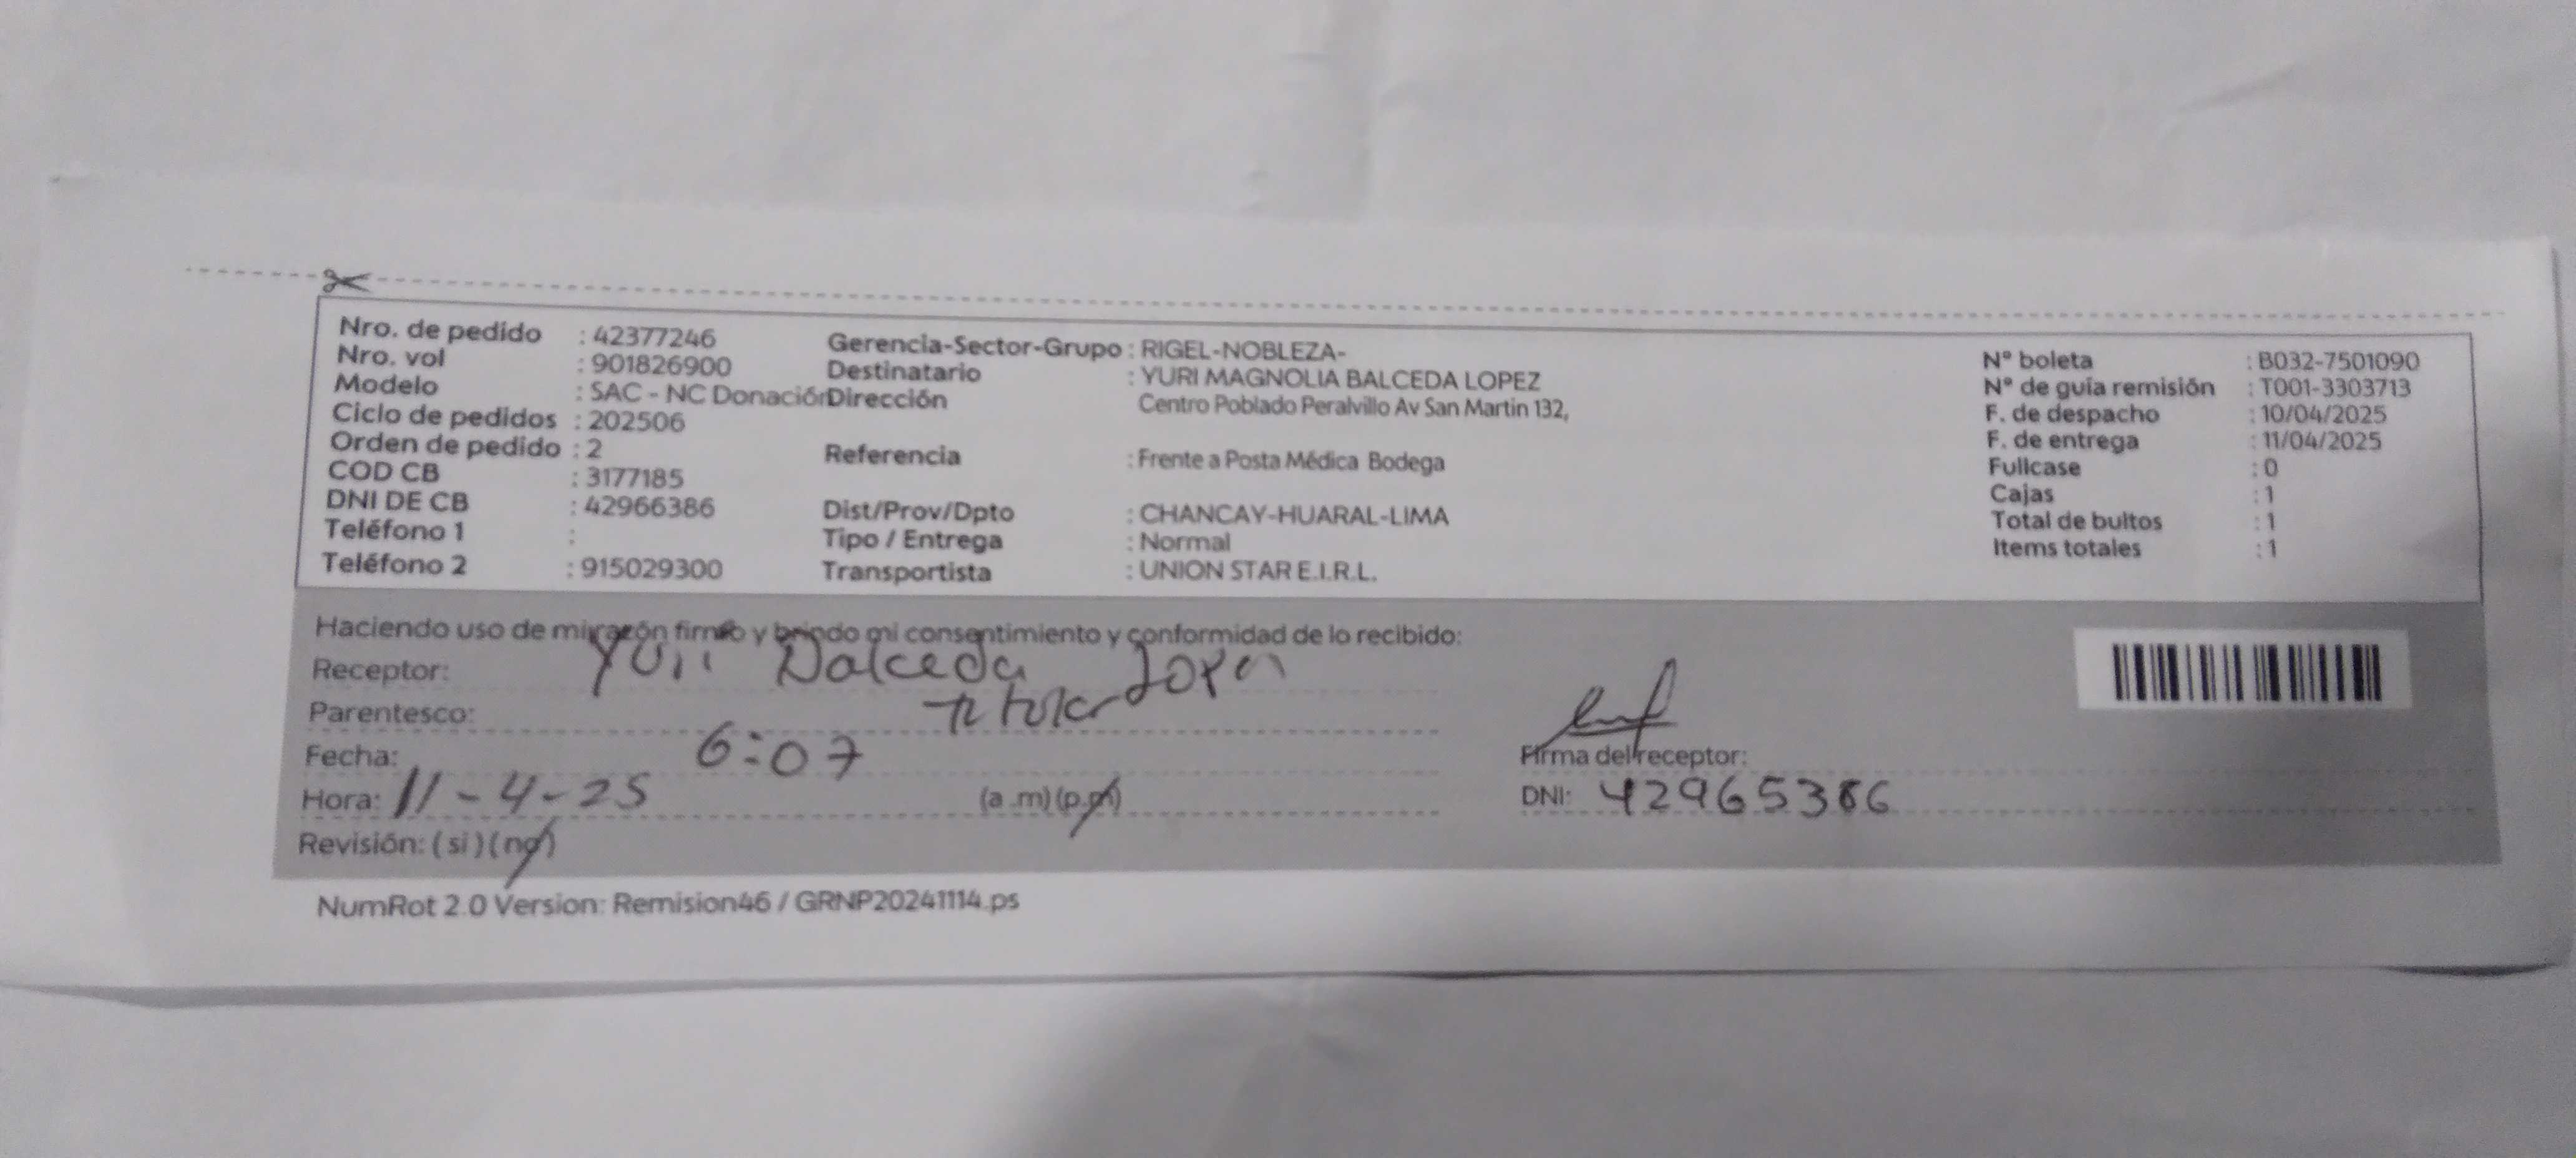 Nro. de pedido : 42377246
Nro. vol : 901826900
Modelo : SAC - NC Donación
Ciclo de pedidos : 202506
Orden de pedido : 2
COD CB : 3177185
DNI DE CB : 42966386
Teléfono 1 :
Teléfono 2 : 915029300
Gerencia-Sector-Grupo : RIGEL-NOBLEZA-
Destinatario : YURI MAGNOLIA BALCEDA LOPEZ
Dirección Centro Poblado Peralvillo Av San Martin 132,
Referencia : Frente a Posta Médica Bodega
Dist/Prov/Dpto : CHANCAY-HUARAL-LIMA
Tipo / Entrega : Normal
Transportista : UNION STAR E.I.R.L.
Nº boleta : B032-7501090
Nº de guía remisión : T001-3303713
F. de despacho : 10/04/2025
F. de entrega : 11/04/2025
Fullcase : 0
Cajas : 1
Total de bultos : 1
Items totales : 1
Haciendo uso de mi razón firmo y brindo mi consentimiento y conformidad de lo recibido:
Receptor: Yuri Balceda Lopez
Parentesco: titular
Fecha: 6:07
Hora: 11-4-25 (a .m) (p.m)
Revisión: ( si ) ( no )
Firma del receptor:
DNI: 42965386
NumRot 2.0 Version: Remision46 / GRNP20241114.ps